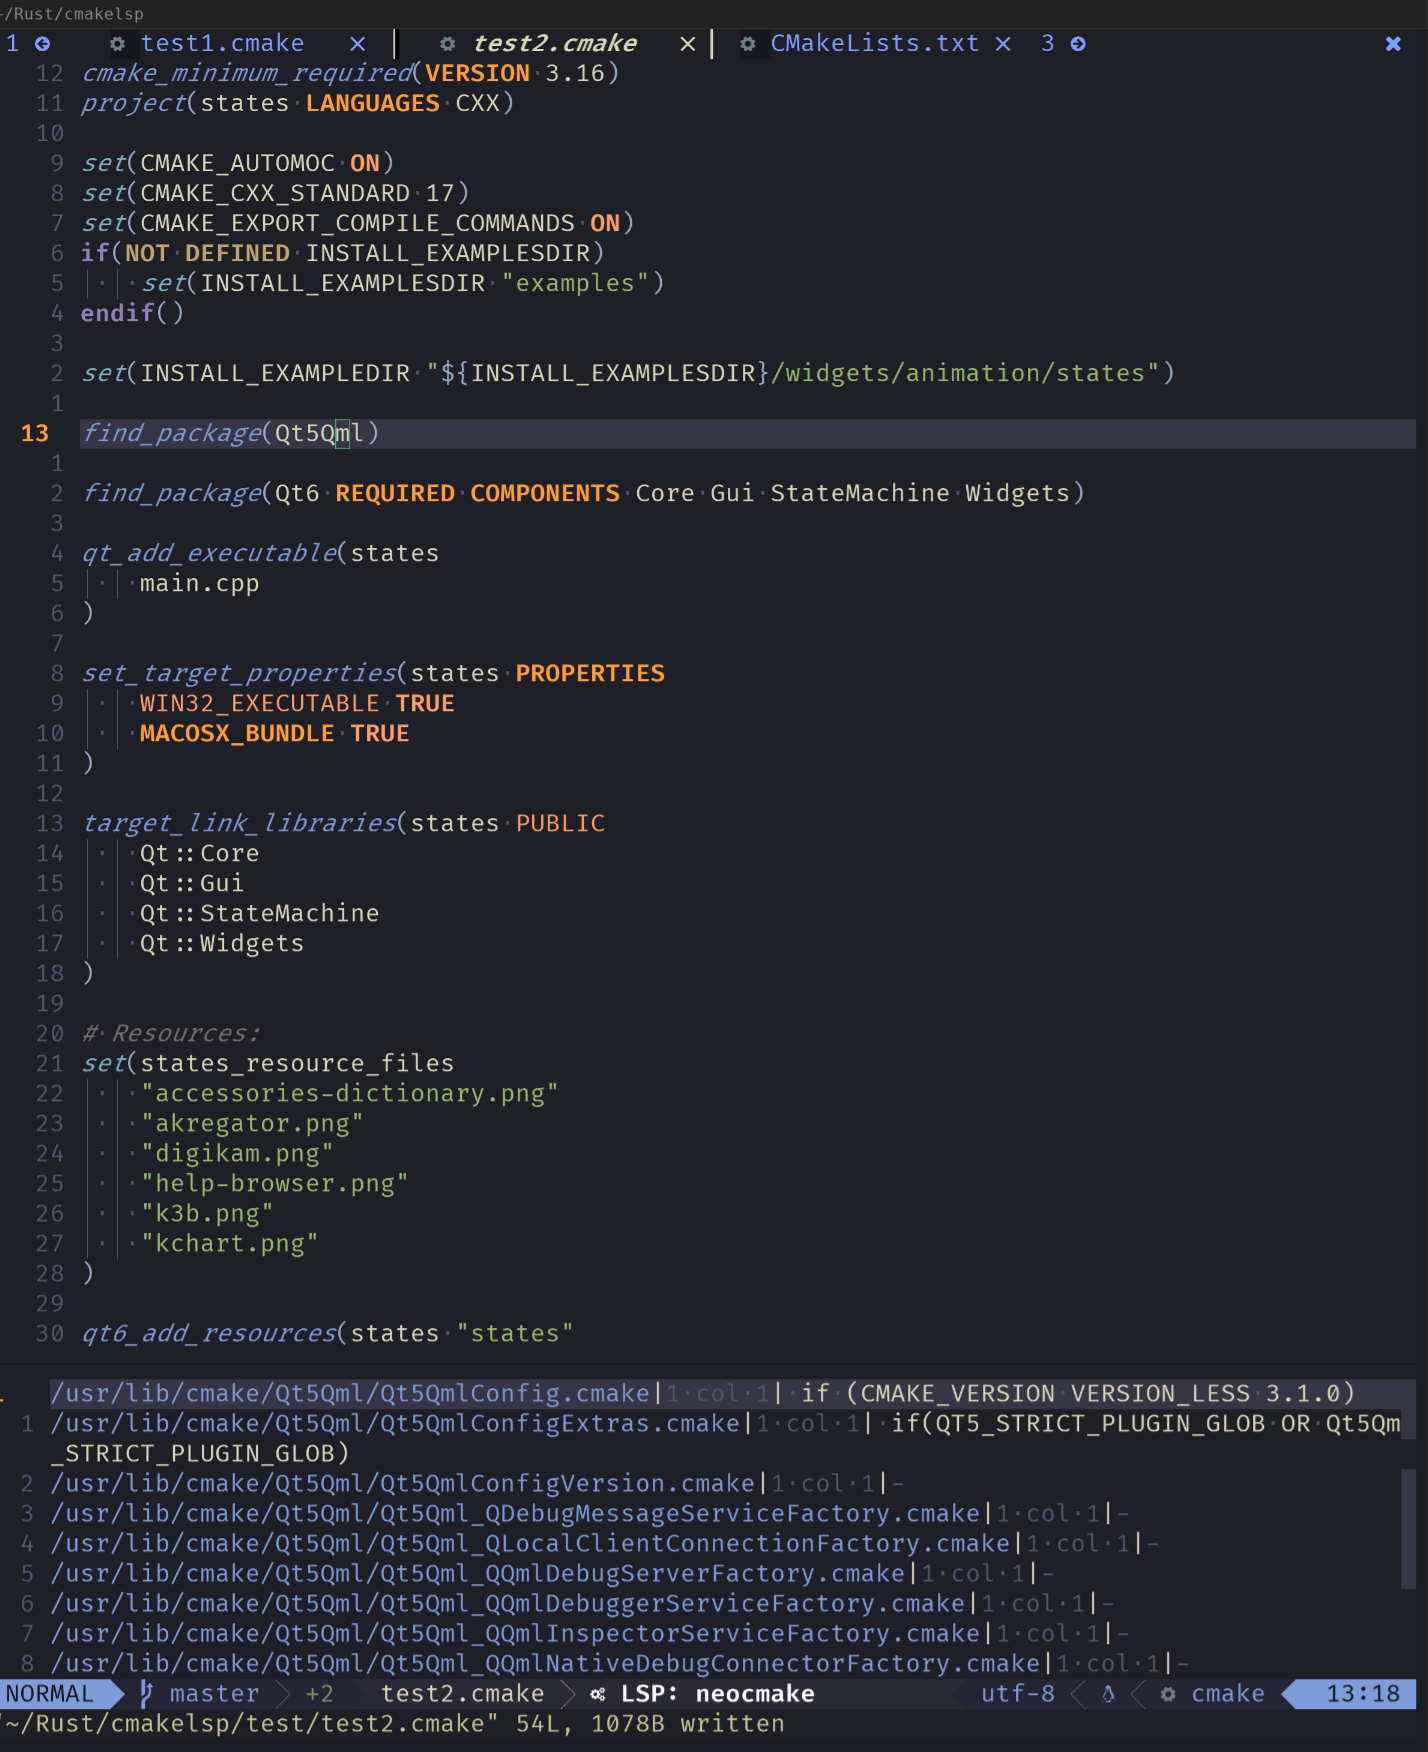 ~/Rust/cmakelsp
1 test1.cmake × test2.cmake × CMakeLists.txt × 3 ×
12 cmake_minimum_required(VERSION·3.16)
11 project(states·LANGUAGES·CXX)
10
9 set(CMAKE_AUTOMOC·ON)
8 set(CMAKE_CXX_STANDARD·17)
7 set(CMAKE_EXPORT_COMPILE_COMMANDS·ON)
6 if(NOT·DEFINED·INSTALL_EXAMPLESDIR)
5 │·│·set(INSTALL_EXAMPLESDIR·"examples")
4 endif()
3
2 set(INSTALL_EXAMPLEDIR·"${INSTALL_EXAMPLESDIR}/widgets/animation/states")
1
13 find_package(Qt5Qml)
1
2 find_package(Qt6·REQUIRED·COMPONENTS·Core·Gui·StateMachine·Widgets)
3
4 qt_add_executable(states
5 │·│·main.cpp
6 )
7
8 set_target_properties(states·PROPERTIES
9 │·│·WIN32_EXECUTABLE·TRUE
10 │·│·MACOSX_BUNDLE·TRUE
11 )
12
13 target_link_libraries(states·PUBLIC
14 │·│·Qt::Core
15 │·│·Qt::Gui
16 │·│·Qt::StateMachine
17 │·│·Qt::Widgets
18 )
19
20 #·Resources:
21 set(states_resource_files
22 │·│·"accessories-dictionary.png"
23 │·│·"akregator.png"
24 │·│·"digikam.png"
25 │·│·"help-browser.png"
26 │·│·"k3b.png"
27 │·│·"kchart.png"
28 )
29
30 qt6_add_resources(states·"states"
/usr/lib/cmake/Qt5Qml/Qt5QmlConfig.cmake|1·col·1|·if·(CMAKE_VERSION·VERSION_LESS·3.1.0)
1 /usr/lib/cmake/Qt5Qml/Qt5QmlConfigExtras.cmake|1·col·1|·if(QT5_STRICT_PLUGIN_GLOB·OR·Qt5Qm
_STRICT_PLUGIN_GLOB)
2 /usr/lib/cmake/Qt5Qml/Qt5QmlConfigVersion.cmake|1·col·1|-
3 /usr/lib/cmake/Qt5Qml/Qt5Qml_QDebugMessageServiceFactory.cmake|1·col·1|-
4 /usr/lib/cmake/Qt5Qml/Qt5Qml_QLocalClientConnectionFactory.cmake|1·col·1|-
5 /usr/lib/cmake/Qt5Qml/Qt5Qml_QQmlDebugServerFactory.cmake|1·col·1|-
6 /usr/lib/cmake/Qt5Qml/Qt5Qml_QQmlDebuggerServiceFactory.cmake|1·col·1|-
7 /usr/lib/cmake/Qt5Qml/Qt5Qml_QQmlInspectorServiceFactory.cmake|1·col·1|-
8 /usr/lib/cmake/Qt5Qml/Qt5Qml_QQmlNativeDebugConnectorFactory.cmake|1·col·1|-
NORMAL master +2 test2.cmake LSP: neocmake utf-8 cmake 13:18
"~/Rust/cmakelsp/test/test2.cmake" 54L, 1078B written